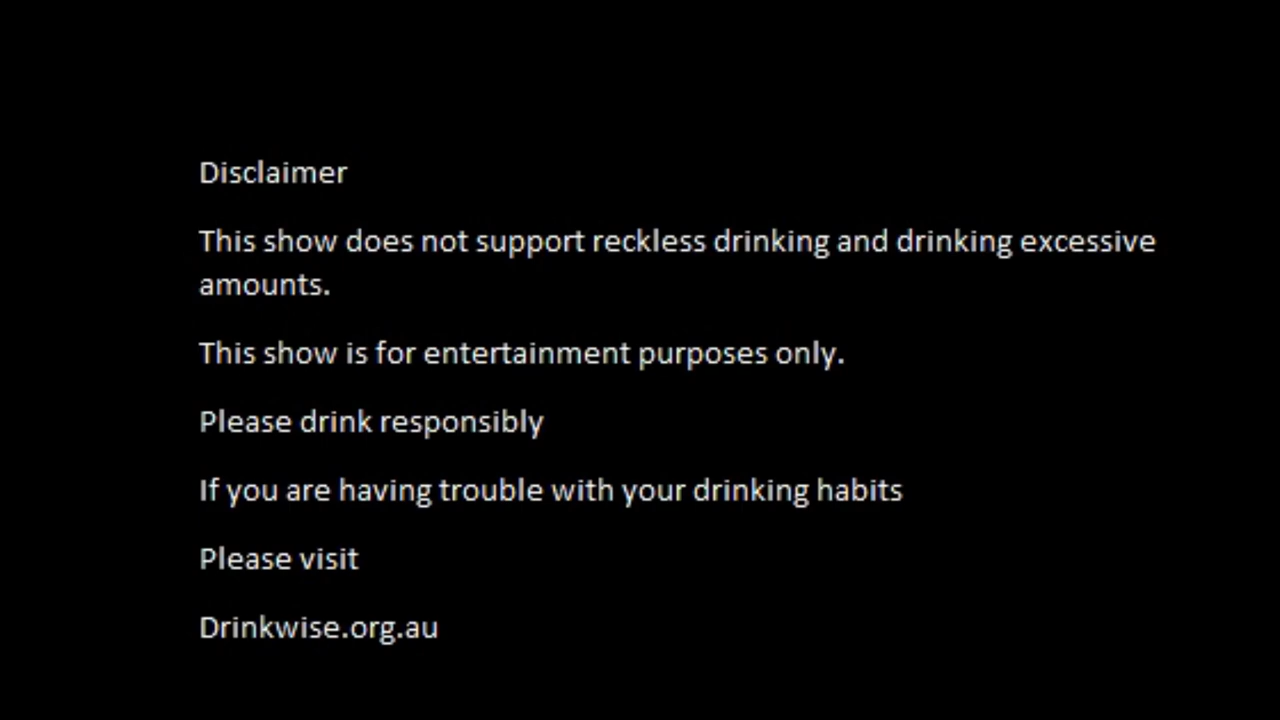 Disclaimer
This show does not support reckless drinking and drinking excessive
amounts.
This show is for entertainment purposes only.
Please drink responsibly
If you are having trouble with your drinking habits
Please visit
Drinkwise.org.au